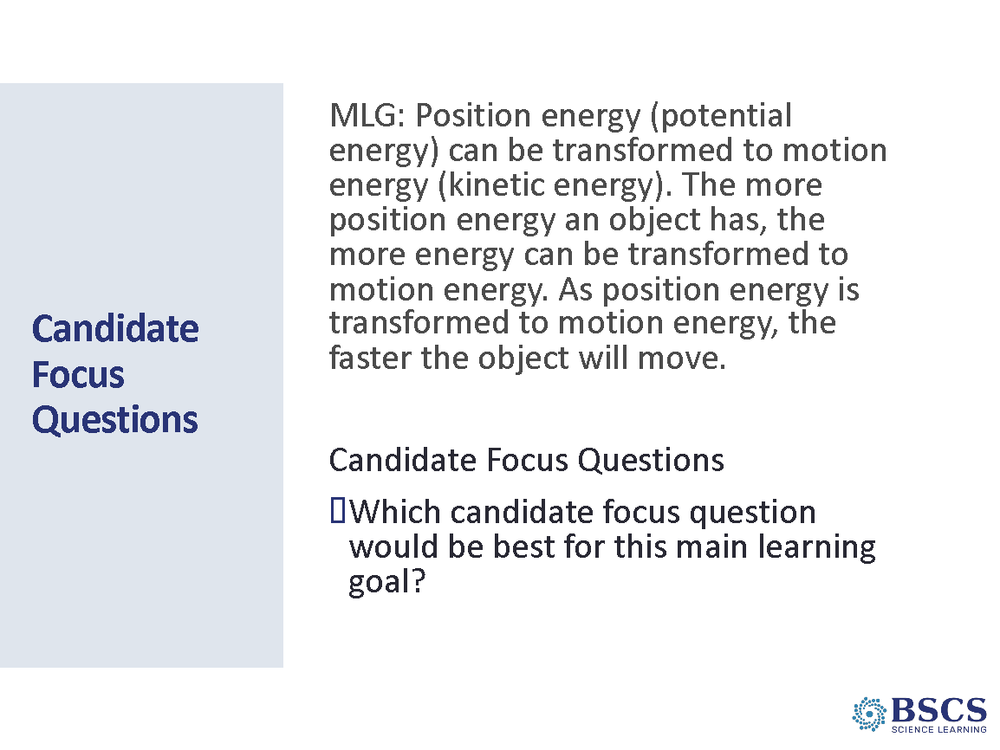 Candidate
Focus
Questions
MLG: Position energy (potential
energy) can be transformed to motion
energy (kinetic energy). The more
position energy an object has, the
more energy can be transformed to
motion energy. As position energy is
transformed to motion energy, the
faster the object will move.
Candidate Focus Questions
Which candidate focus question
would be best for this main learning
goal?
BSCS
SCIENCE LEARNING